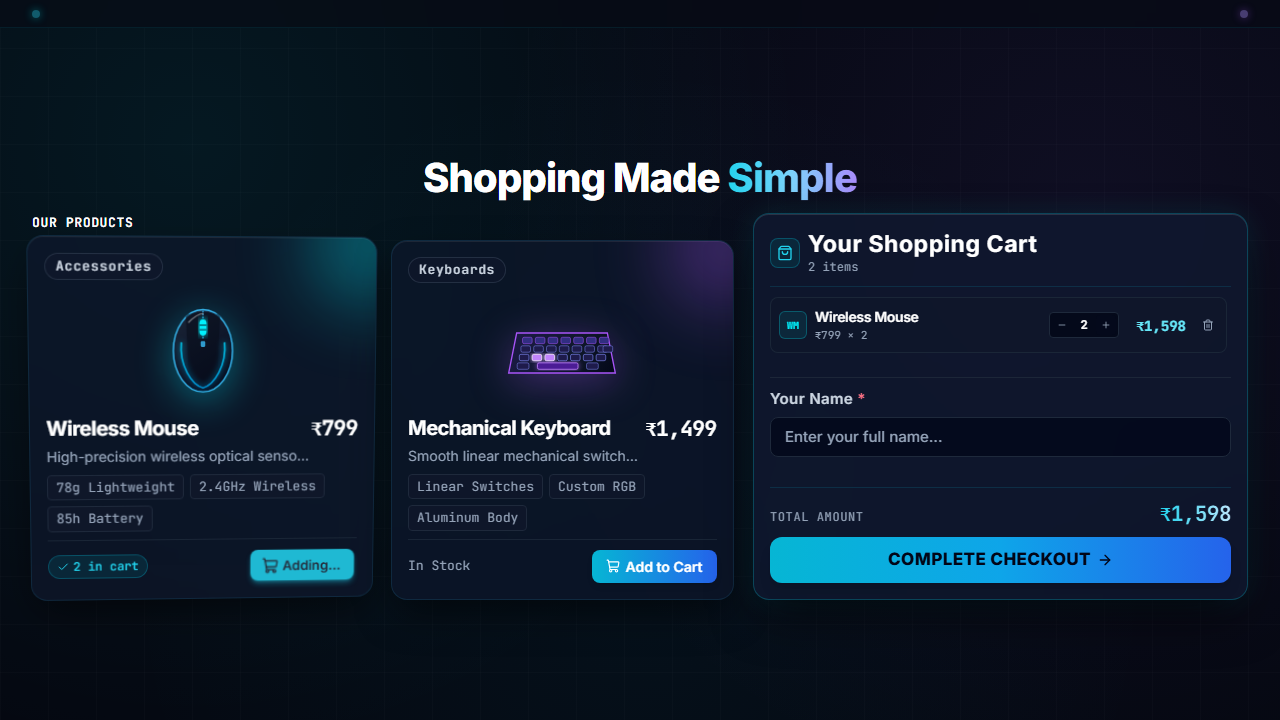 Shopping Made Simple
OUR PRODUCTS
Accessories
Wireless Mouse ₹799
High-precision wireless optical senso...
78g Lightweight 2.4GHz Wireless
85h Battery
2 in cart Adding...
Keyboards
Mechanical Keyboard ₹1,499
Smooth linear mechanical switch...
Linear Switches Custom RGB
Aluminum Body
In Stock Add to Cart
Your Shopping Cart
2 items
WM Wireless Mouse − 2 + ₹1,598
₹799 × 2
Your Name *
Enter your full name...
TOTAL AMOUNT ₹1,598
COMPLETE CHECKOUT →